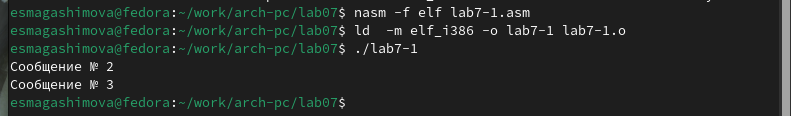 esmagashimova@fedora:~/work/arch-pc/lab07$ nasm -f elf lab7-1.asm
esmagashimova@fedora:~/work/arch-pc/lab07$ ld  -m elf_i386 -o lab7-1 lab7-1.o
esmagashimova@fedora:~/work/arch-pc/lab07$ ./lab7-1
Сообщение № 2
Сообщение № 3
esmagashimova@fedora:~/work/arch-pc/lab07$